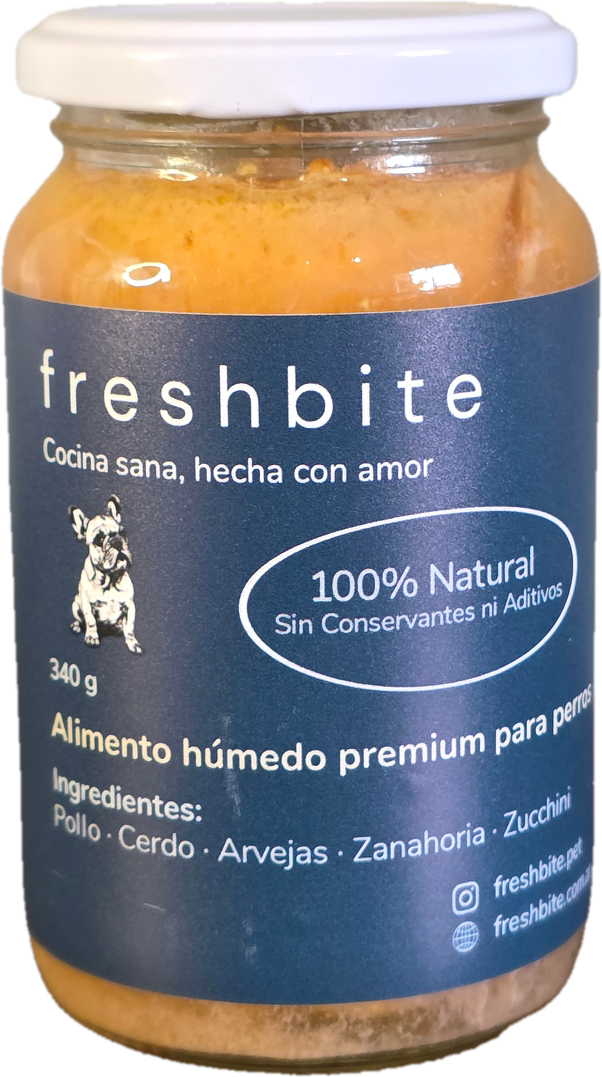 freshbite
Cocina sana, hecha con amor
100% Natural
Sin Conservantes ni Aditivos
340 g
Alimento húmedo premium para perros
Ingredientes:
Pollo · Cerdo · Arvejas · Zanahoria · Zucchini
freshbite.pet
freshbite.com